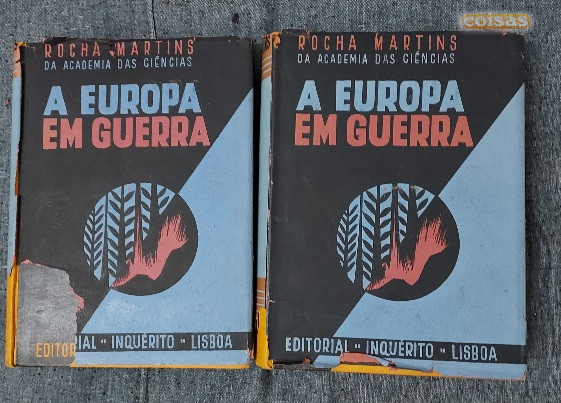 coisas
ROCHA MARTINS
DA ACADEMIA DAS CIÊNCIAS
A EUROPA
EM GUERRA
EDITORIAL - INQUÉRITO - LISBOA
ROCHA MARTINS
DA ACADEMIA DAS CIÊNCIAS
A EUROPA
EM GUERRA
EDITORIAL - INQUÉRITO - LISBOA